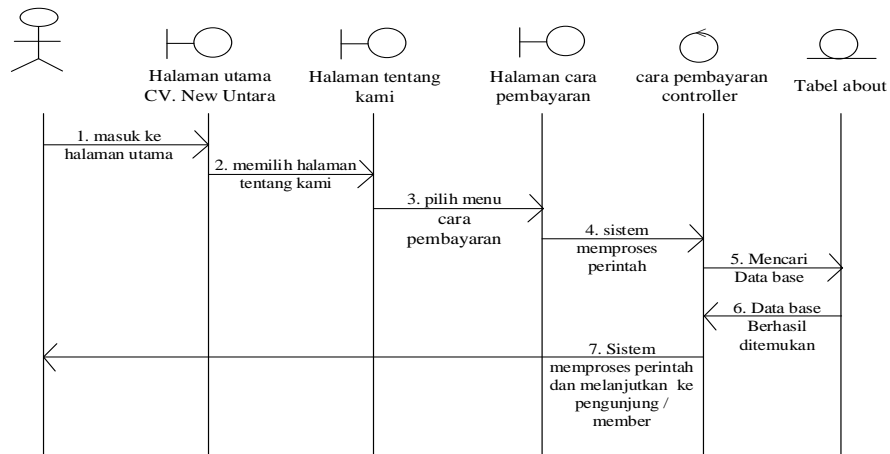 Halaman utama
CV. New Untara
Halaman tentang
kami
Halaman cara
pembayaran
cara pembayaran
controller
Tabel about
1. masuk ke
halaman utama
2. memilih halaman
tentang kami
3. pilih menu
cara
pembayaran
4. sistem
memproses
perintah
5. Mencari
Data base
6. Data base
Berhasil
ditemukan
7. Sistem
memproses perintah
dan melanjutkan ke
pengunjung /
member